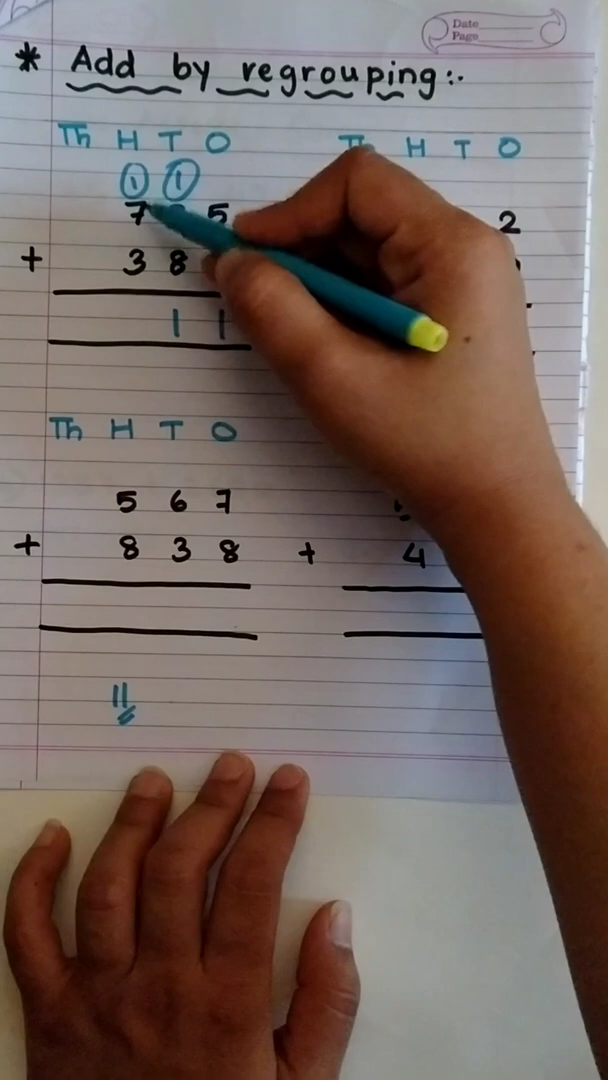 Date
Page
* Add by regrouping:-
Th H T O
H T O
1 1
7 5
2
+ 3 8
1 1
Th H T O
5 6 7
+ 8 3 8
+ 4
11